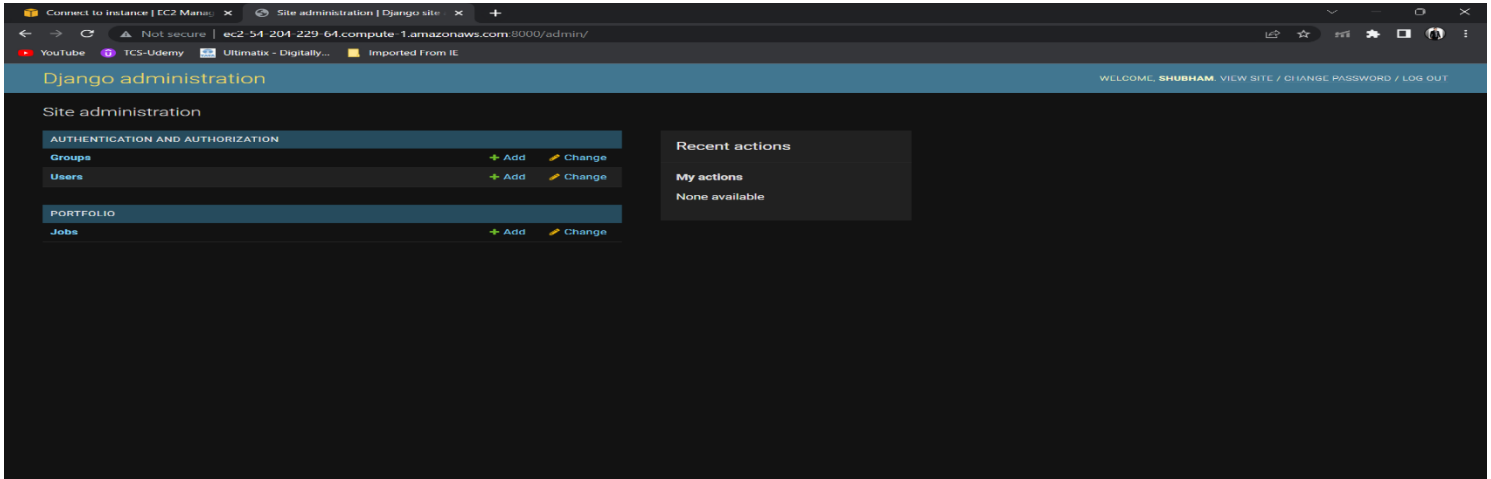 Connect to instance | EC2 Manag
Site administration | Django site
Not secure | ec2-54-204-229-64.compute-1.amazonaws.com:8000/admin/
YouTube TCS-Udemy Ultimatix - Digitally... Imported From IE
Django administration
WELCOME, SHUBHAM. VIEW SITE / CHANGE PASSWORD / LOG OUT
Site administration
AUTHENTICATION AND AUTHORIZATION
Groups + Add Change
Users + Add Change
PORTFOLIO
Jobs + Add Change
Recent actions
My actions
None available